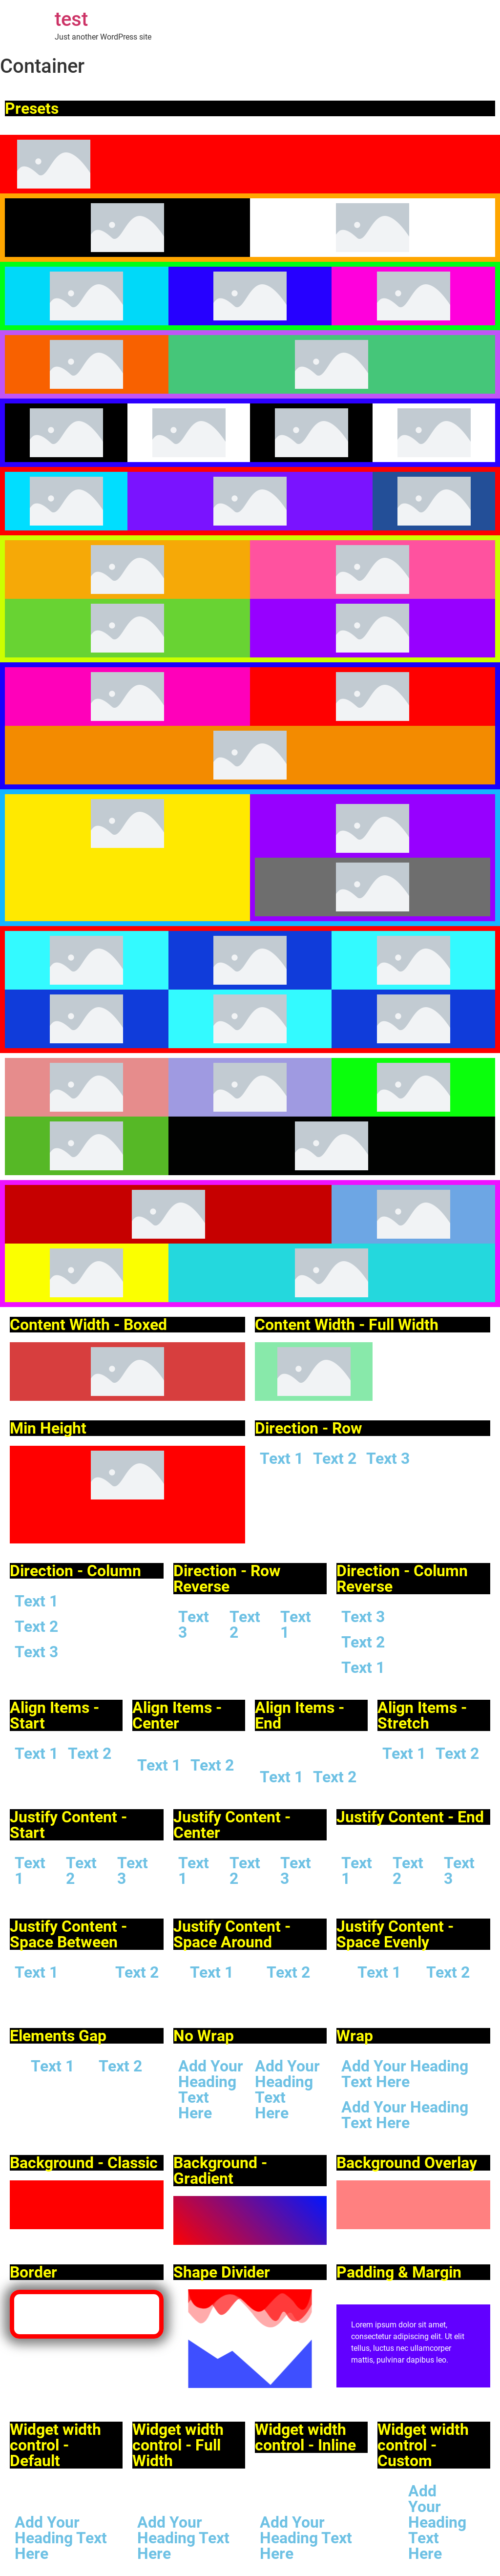 test
Just another WordPress site
Container
Presets
Content Width - Boxed
Content Width - Full Width
Min Height
Direction - Row
Text 1
Text 2
Text 3
Direction - Column
Text 1
Text 2
Text 3
Direction - Row
Reverse
Text
3
Text
2
Text
1
Direction - Column
Reverse
Text 3
Text 2
Text 1
Align Items -
Start
Text 1
Text 2
Align Items -
Center
Text 1
Text 2
Align Items -
End
Text 1
Text 2
Align Items -
Stretch
Text 1
Text 2
Justify Content -
Start
Text
1
Text
2
Text
3
Justify Content -
Center
Text
1
Text
2
Text
3
Justify Content - End
Text
1
Text
2
Text
3
Justify Content -
Space Between
Text 1
Text 2
Justify Content -
Space Around
Text 1
Text 2
Justify Content -
Space Evenly
Text 1
Text 2
Elements Gap
Text 1
Text 2
No Wrap
Add Your
Heading
Text
Here
Add Your
Heading
Text
Here
Wrap
Add Your Heading
Text Here
Add Your Heading
Text Here
Background - Classic
Background -
Gradient
Background Overlay
Border
Shape Divider
Padding & Margin
Lorem ipsum dolor sit amet,
consectetur adipiscing elit. Ut elit
tellus, luctus nec ullamcorper
mattis, pulvinar dapibus leo.
Widget width
control -
Default
Add Your
Heading Text
Here
Widget width
control - Full
Width
Add Your
Heading Text
Here
Widget width
control - Inline
Add Your
Heading Text
Here
Widget width
control -
Custom
Add
Your
Heading
Text
Here